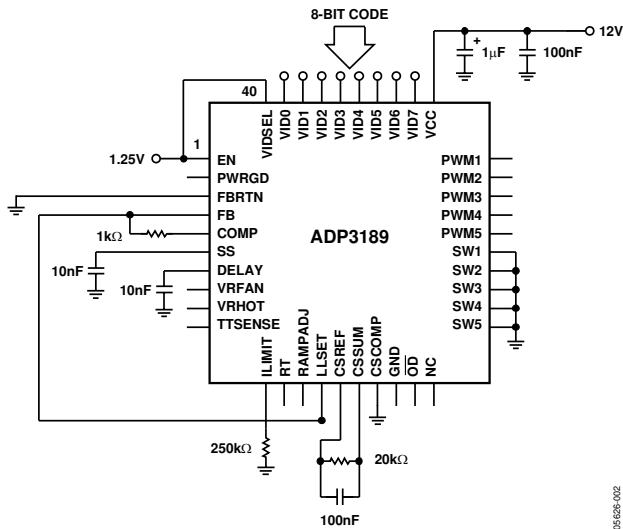 8-BIT CODE
12V
+
1μF
100nF
40
VIDSEL
VID0
VID1
VID2
VID3
VID4
VID5
VID6
VID7
VCC
1
1.25V
EN
PWRGD
FBRTN
FB
COMP
SS
DELAY
VRFAN
VRHOT
TTSENSE
1kΩ
10nF
10nF
ADP3189
PWM1
PWM2
PWM3
PWM4
PWM5
SW1
SW2
SW3
SW4
SW5
ILIMIT
RT
RAMPADJ
LLSET
CSREF
CSSUM
CSCOMP
GND
OD
NC
250kΩ
20kΩ
100nF
05626-002